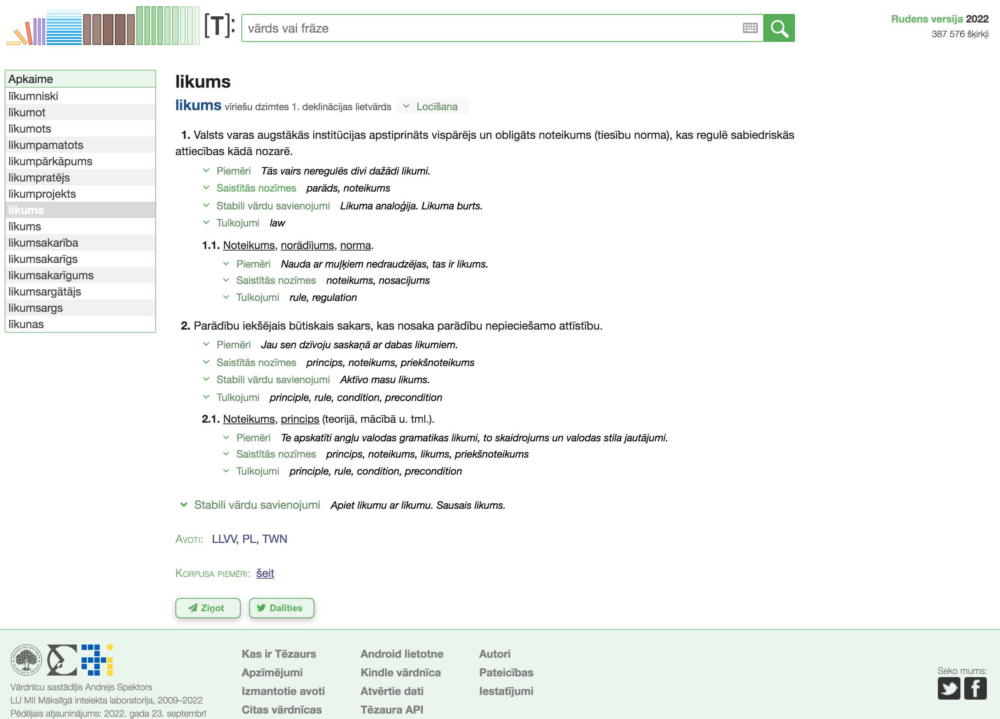 [T]:
vārds vai frāze
Rudens versija 2022
387 576 šķirkļi
Apkaime
līkumniski
līkumot
līkumots
likumpamatots
likumpārkāpums
likumpratējs
likumprojekts
likums
līkums
likumsakarība
likumsakarīgs
likumsakarīgums
likumsargātājs
likumsargs
līkunas
likums
likums vīriešu dzimtes 1. deklinācijas lietvārds Locīšana
1. Valsts varas augstākās institūcijas apstiprināts vispārējs un obligāts noteikums (tiesību norma), kas regulē sabiedriskās
attiecības kādā nozarē.
Piemēri Tās vairs neregulēs divi dažādi likumi.
Saistītās nozīmes parāds, noteikums
Stabili vārdu savienojumi Likuma analoģija. Likuma burts.
Tulkojumi law
1.1. Noteikums, norādījums, norma.
Piemēri Nauda ar muļķiem nedraudzējas, tas ir likums.
Saistītās nozīmes noteikums, nosacījums
Tulkojumi rule, regulation
2. Parādību iekšējais būtiskais sakars, kas nosaka parādību nepieciešamo attīstību.
Piemēri Jau sen dzīvoju saskaņā ar dabas likumiem.
Saistītās nozīmes princips, noteikums, priekšnoteikums
Stabili vārdu savienojumi Aktīvo masu likums.
Tulkojumi principle, rule, condition, precondition
2.1. Noteikums, princips (teorijā, mācībā u. tml.).
Piemēri Te apskatīti angļu valodas gramatikas likumi, to skaidrojums un valodas stila jautājumi.
Saistītās nozīmes princips, noteikums, likums, priekšnoteikums
Tulkojumi principle, rule, condition, precondition
Stabili vārdu savienojumi Apiet likumu ar līkumu. Sausais likums.
Avoti: LLVV, PL, TWN
Korpusa piemēri: šeit
Ziņot
Dalīties
Vārdnīcu sastādījis Andrejs Spektors
LU MII Mākslīgā intelekta laboratorija, 2009–2022
Pēdējais atjauninājums: 2022. gada 23. septembrī
Kas ir Tēzaurs
Apzīmējumi
Izmantotie avoti
Citas vārdnīcas
Android lietotne
Kindle vārdnīca
Atvērtie dati
Tēzaura API
Autori
Pateicības
Iestatījumi
Seko mums: